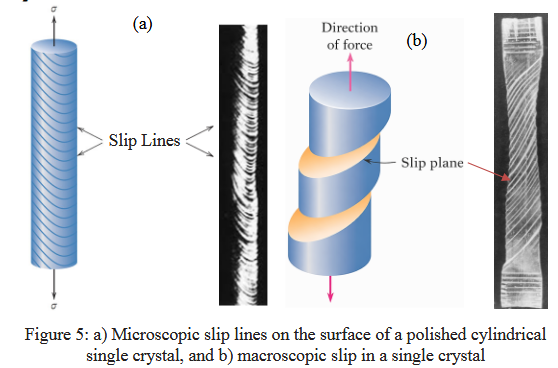 σ
(a)
Slip Lines
σ
Direction
of force
(b)
Slip plane
Figure 5: a) Microscopic slip lines on the surface of a polished cylindrical
single crystal, and b) macroscopic slip in a single crystal